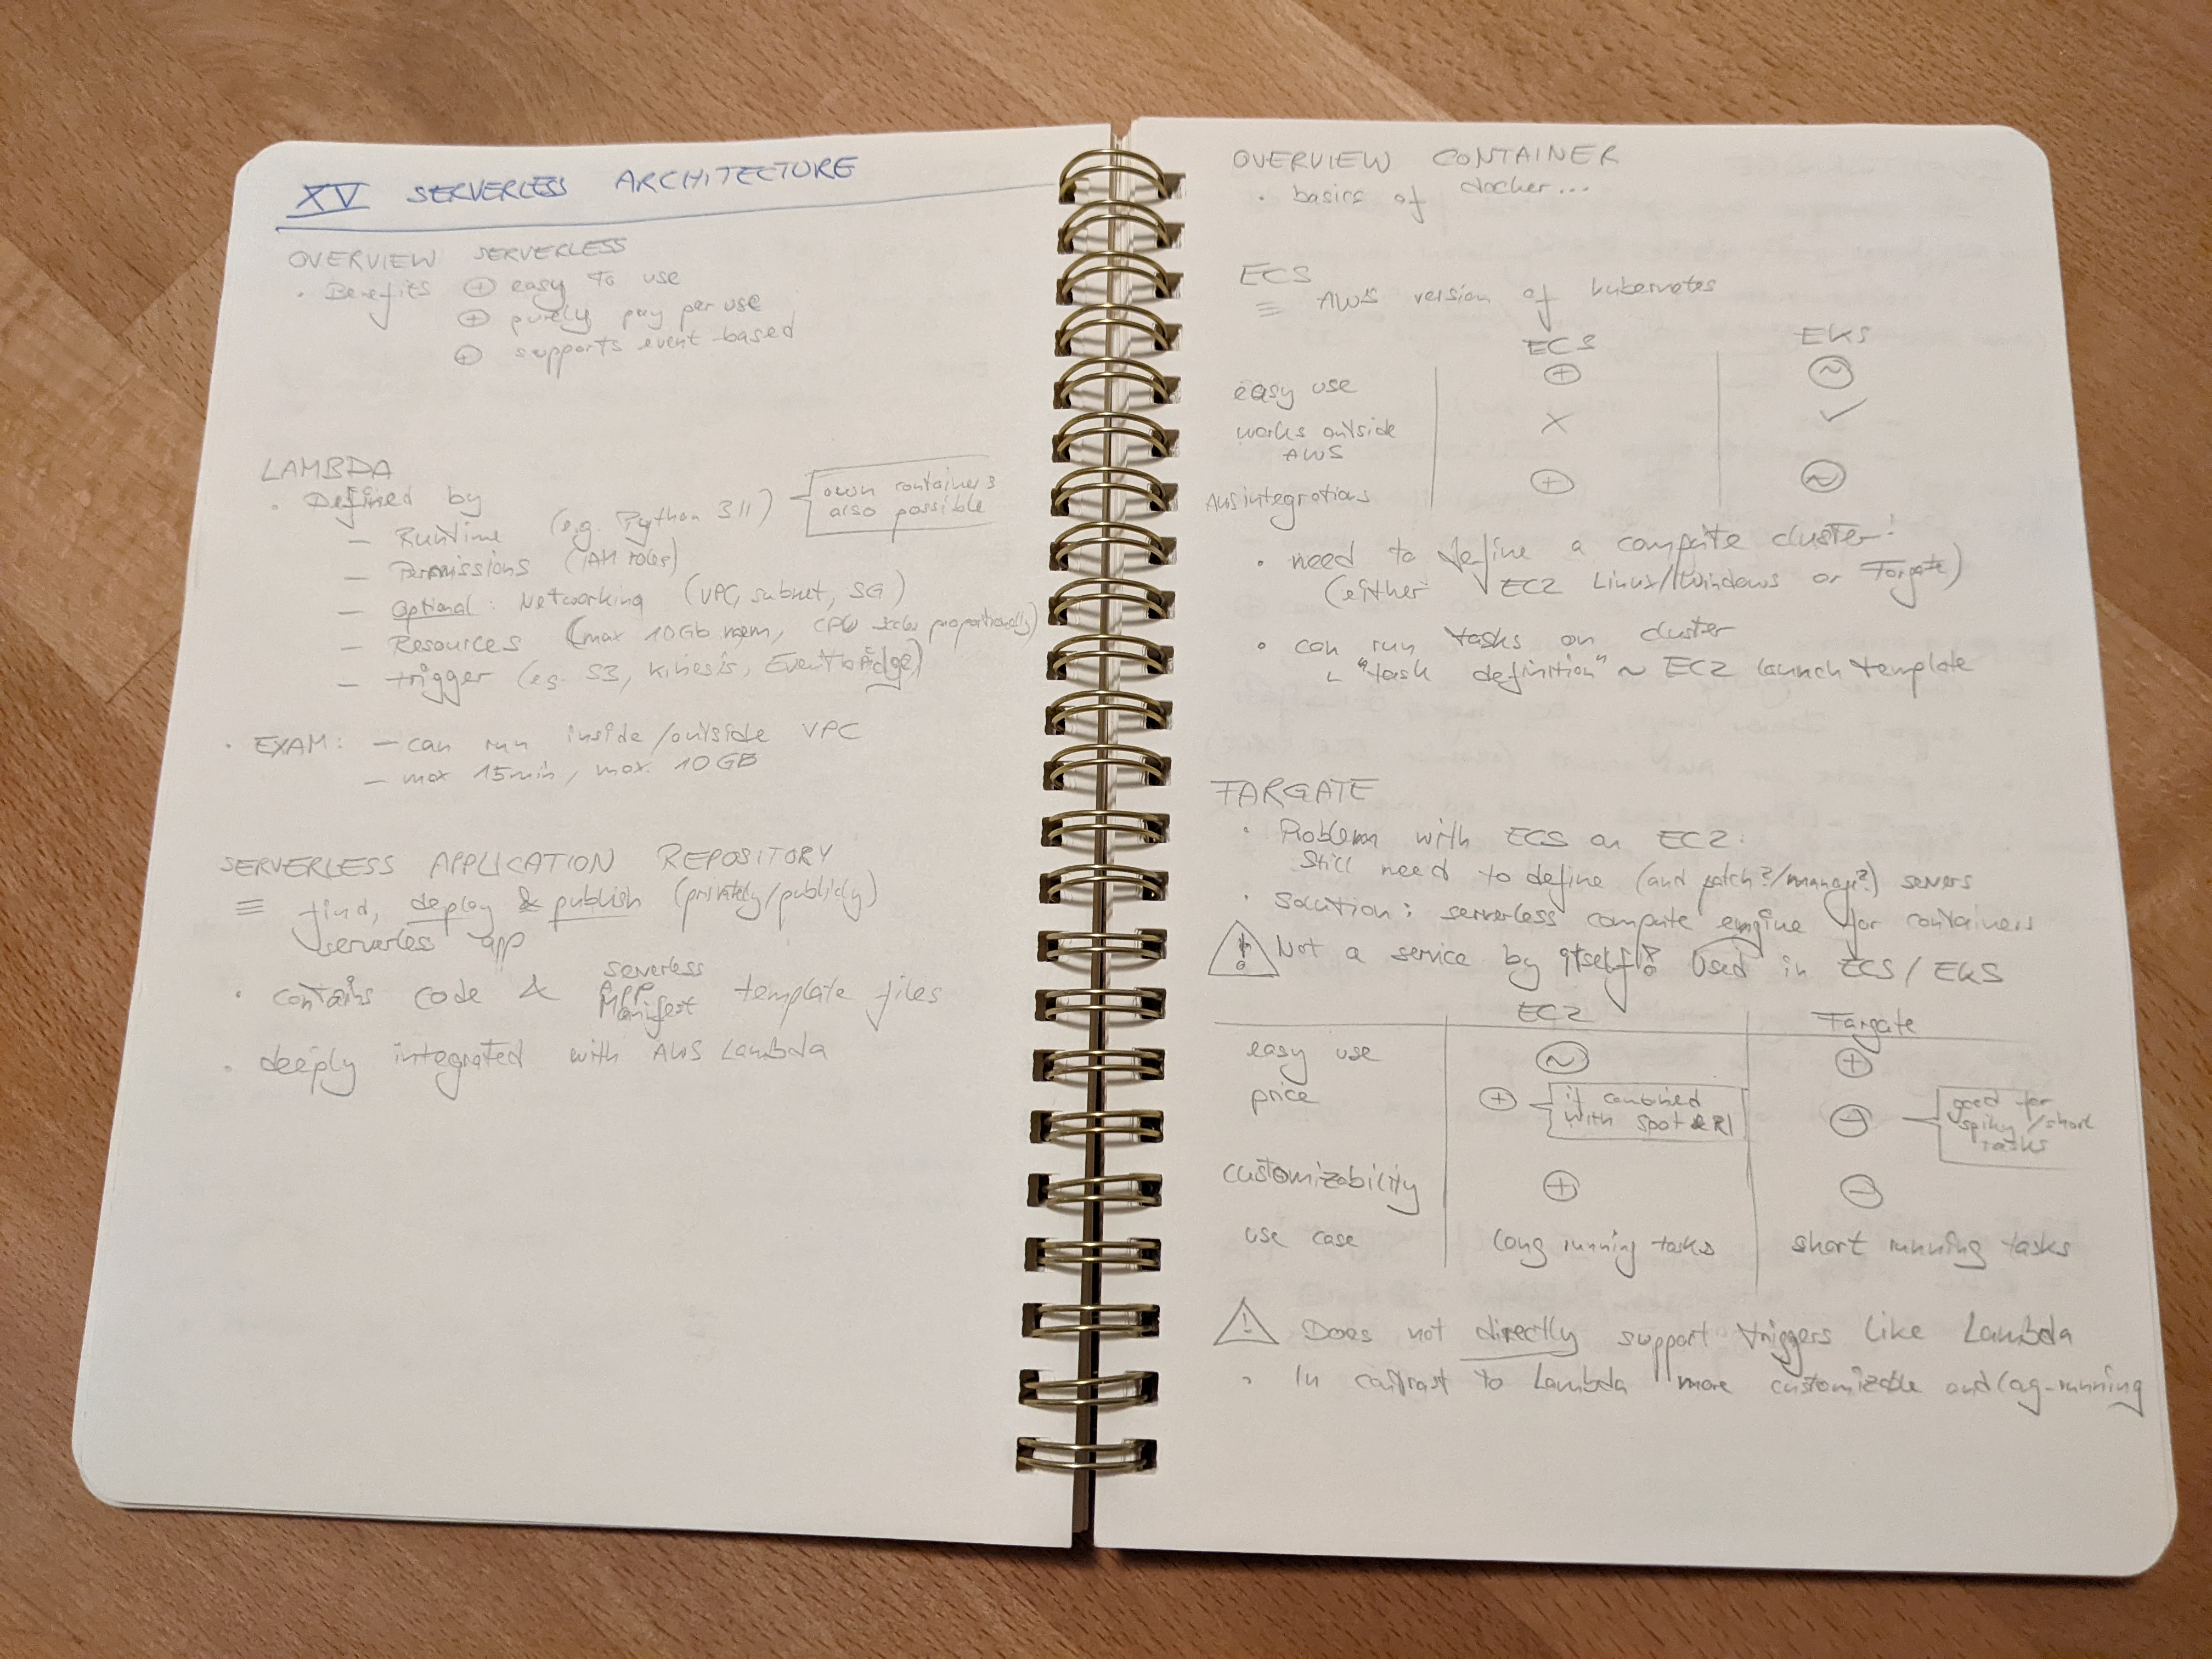 XV SERVERLESS ARCHITECTURE
OVERVIEW SERVERLESS
· Benefits ⊕ easy to use
⊕ purely pay per use
⊕ supports event-based
LAMBDA
· Defined by
— Runtime (e.g. Python 3.11)
own containers
also possible
— Permissions (IAM roles)
— Optional: Networking (VPC, subnet, SG)
— Resources (max 10Gb mem, CPU scales proportionally)
— trigger (eg. S3, Kinesis, Eventbridge)
· EXAM: — can run inside/outside VPC
— max 15min, max. 10GB
SERVERLESS APPLICATION REPOSITORY
≡ find, deploy & publish (privately/publicly)
serverless app
· contains code & Serverless App Manifest template files
· deeply integrated with AWS Lambda
OVERVIEW CONTAINER
· basics of docker...
ECS
≡ AWS version of kubernetes
ECS EKS
easy use ⊕ ~
works outside ✗ ✓
AWS
AWS integrations ⊕ ~
· need to define a compute cluster:
(either EC2 Linux/Windows or Fargate)
· can run tasks on cluster
∟ "task definition" ~ EC2 launch template
FARGATE
· Problem with ECS on EC2:
Still need to define (and patch?/manage?) servers
· solution: serverless compute engine for containers
⚠ Not a service by itself! Used in ECS/EKS
EC2 Fargate
easy use ~ ⊕
price ⊕ ⊖
if combined
with spot & RI
good for
spiky/short
tasks
customizability ⊕ ⊖
use case long running tasks short running tasks
⚠ Does not directly support triggers like Lambda
· In contrast to Lambda more customizable and long-running